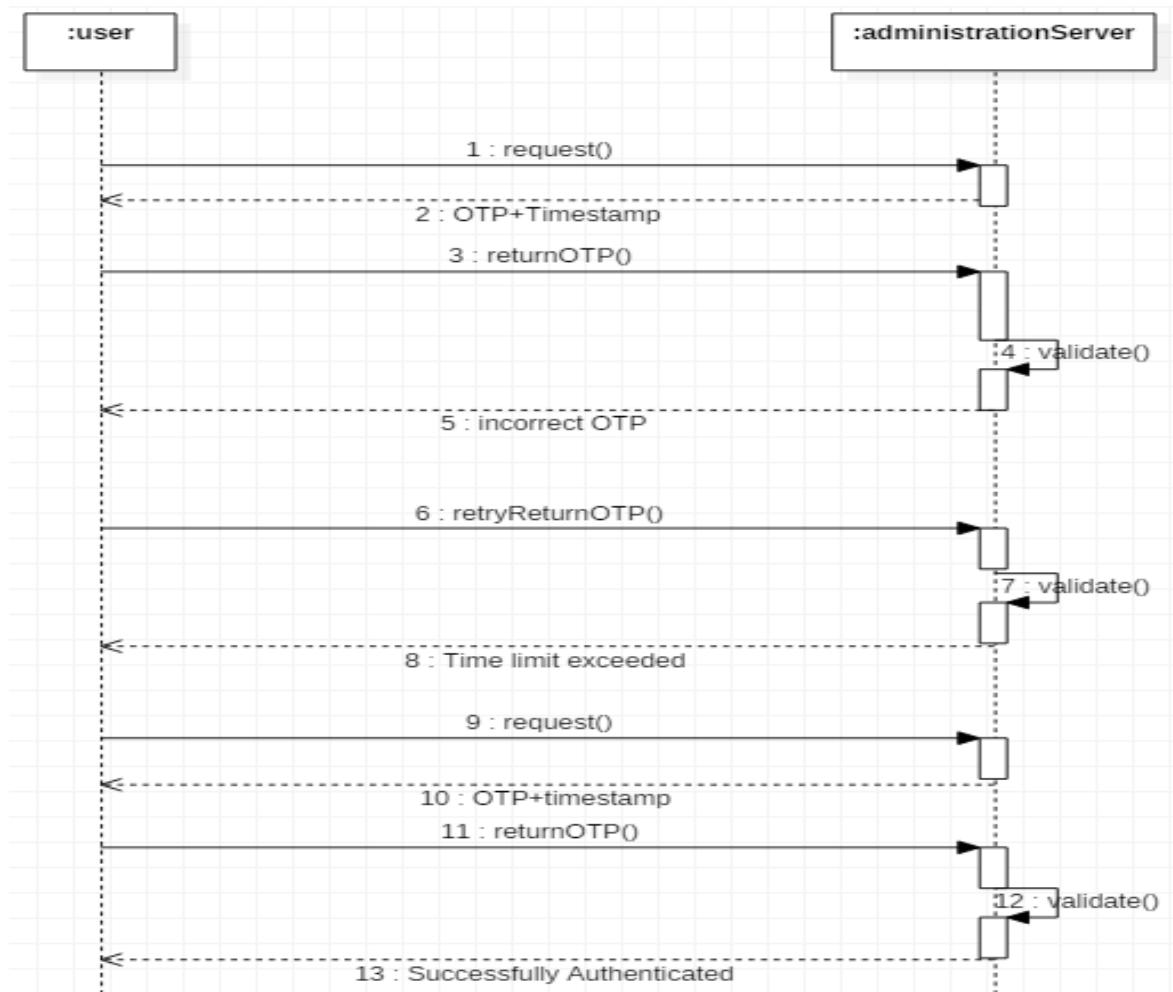 :user
:administrationServer
1 : request()
2 : OTP+Timestamp
3 : returnOTP()
4 : validate()
5 : incorrect OTP
6 : retryReturnOTP()
7 : validate()
8 : Time limit exceeded
9 : request()
10 : OTP+timestamp
11 : returnOTP()
12 : validate()
13 : Successfully Authenticated